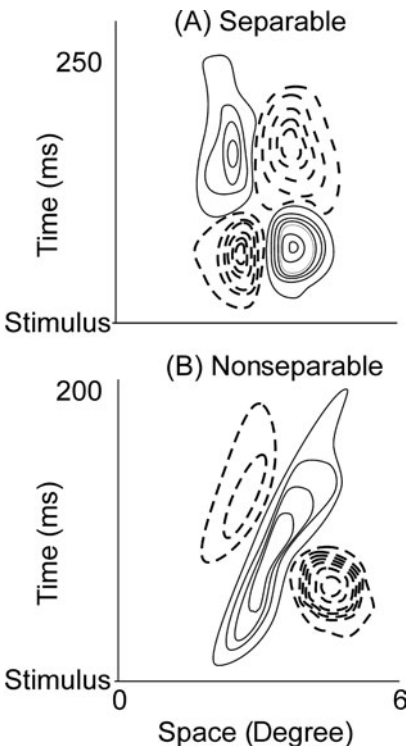 (A) Separable
250
Time (ms)
Stimulus
(B) Nonseparable
200
Time (ms)
Stimulus
0 6
Space (Degree)